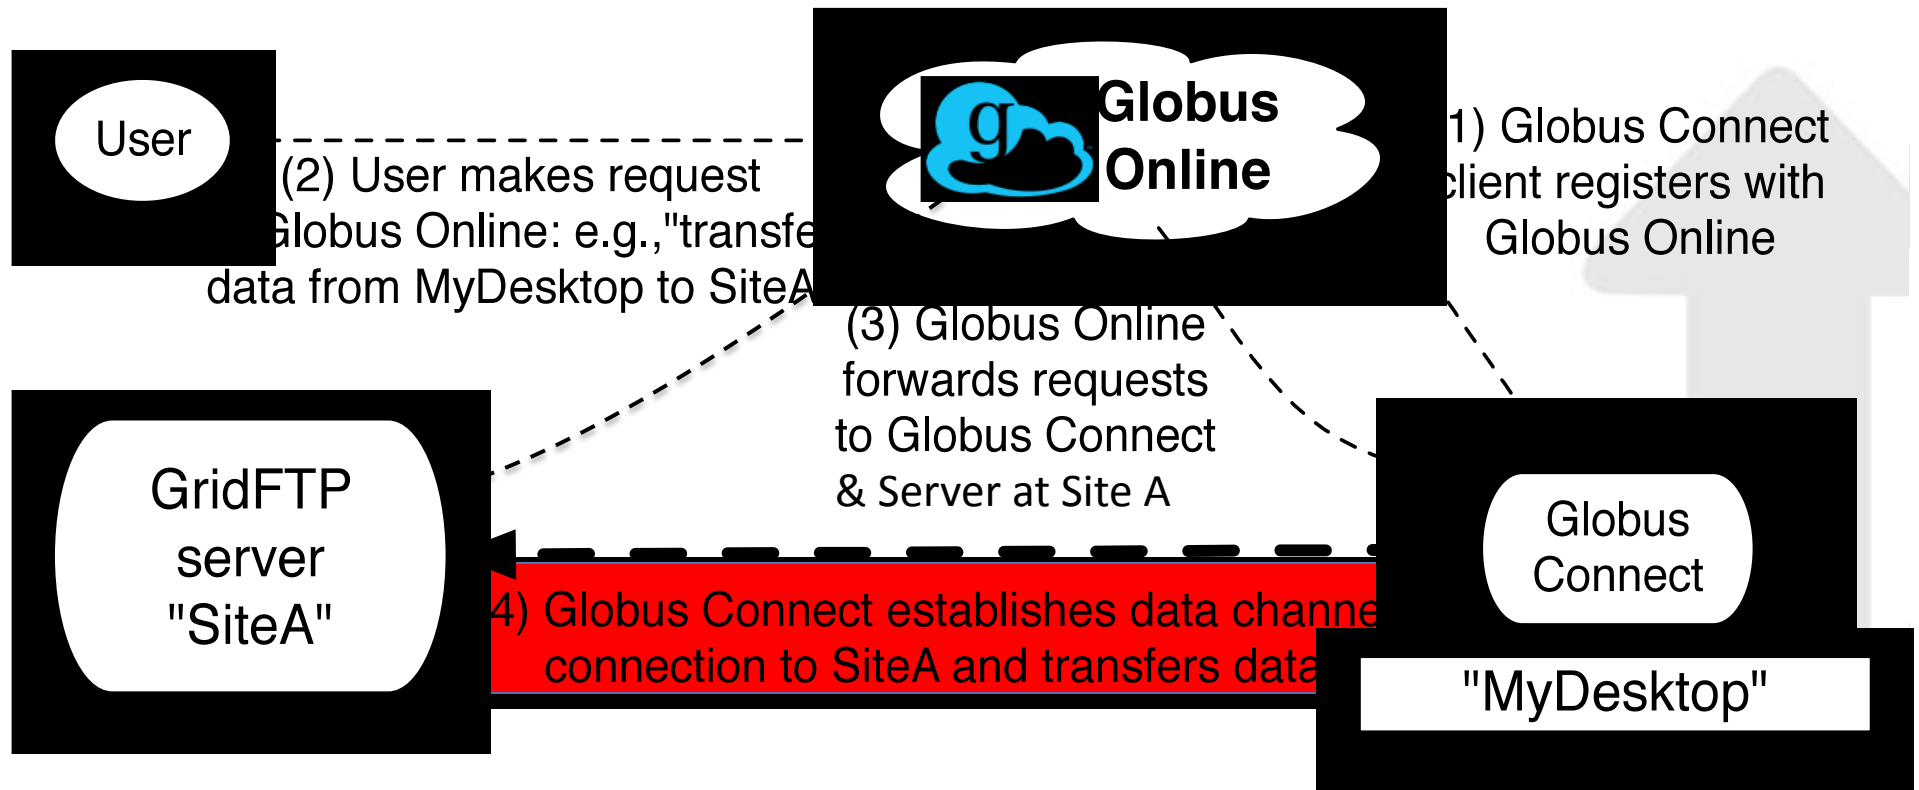 User
(2) User makes request
Globus Online: e.g.,"transfe
data from MyDesktop to SiteA
g Globus
Online
1) Globus Connect
client registers with
Globus Online
(3) Globus Online
forwards requests
to Globus Connect
& Server at Site A
GridFTP
server
"SiteA"
4) Globus Connect establishes data channe
connection to SiteA and transfers data
Globus
Connect
"MyDesktop"